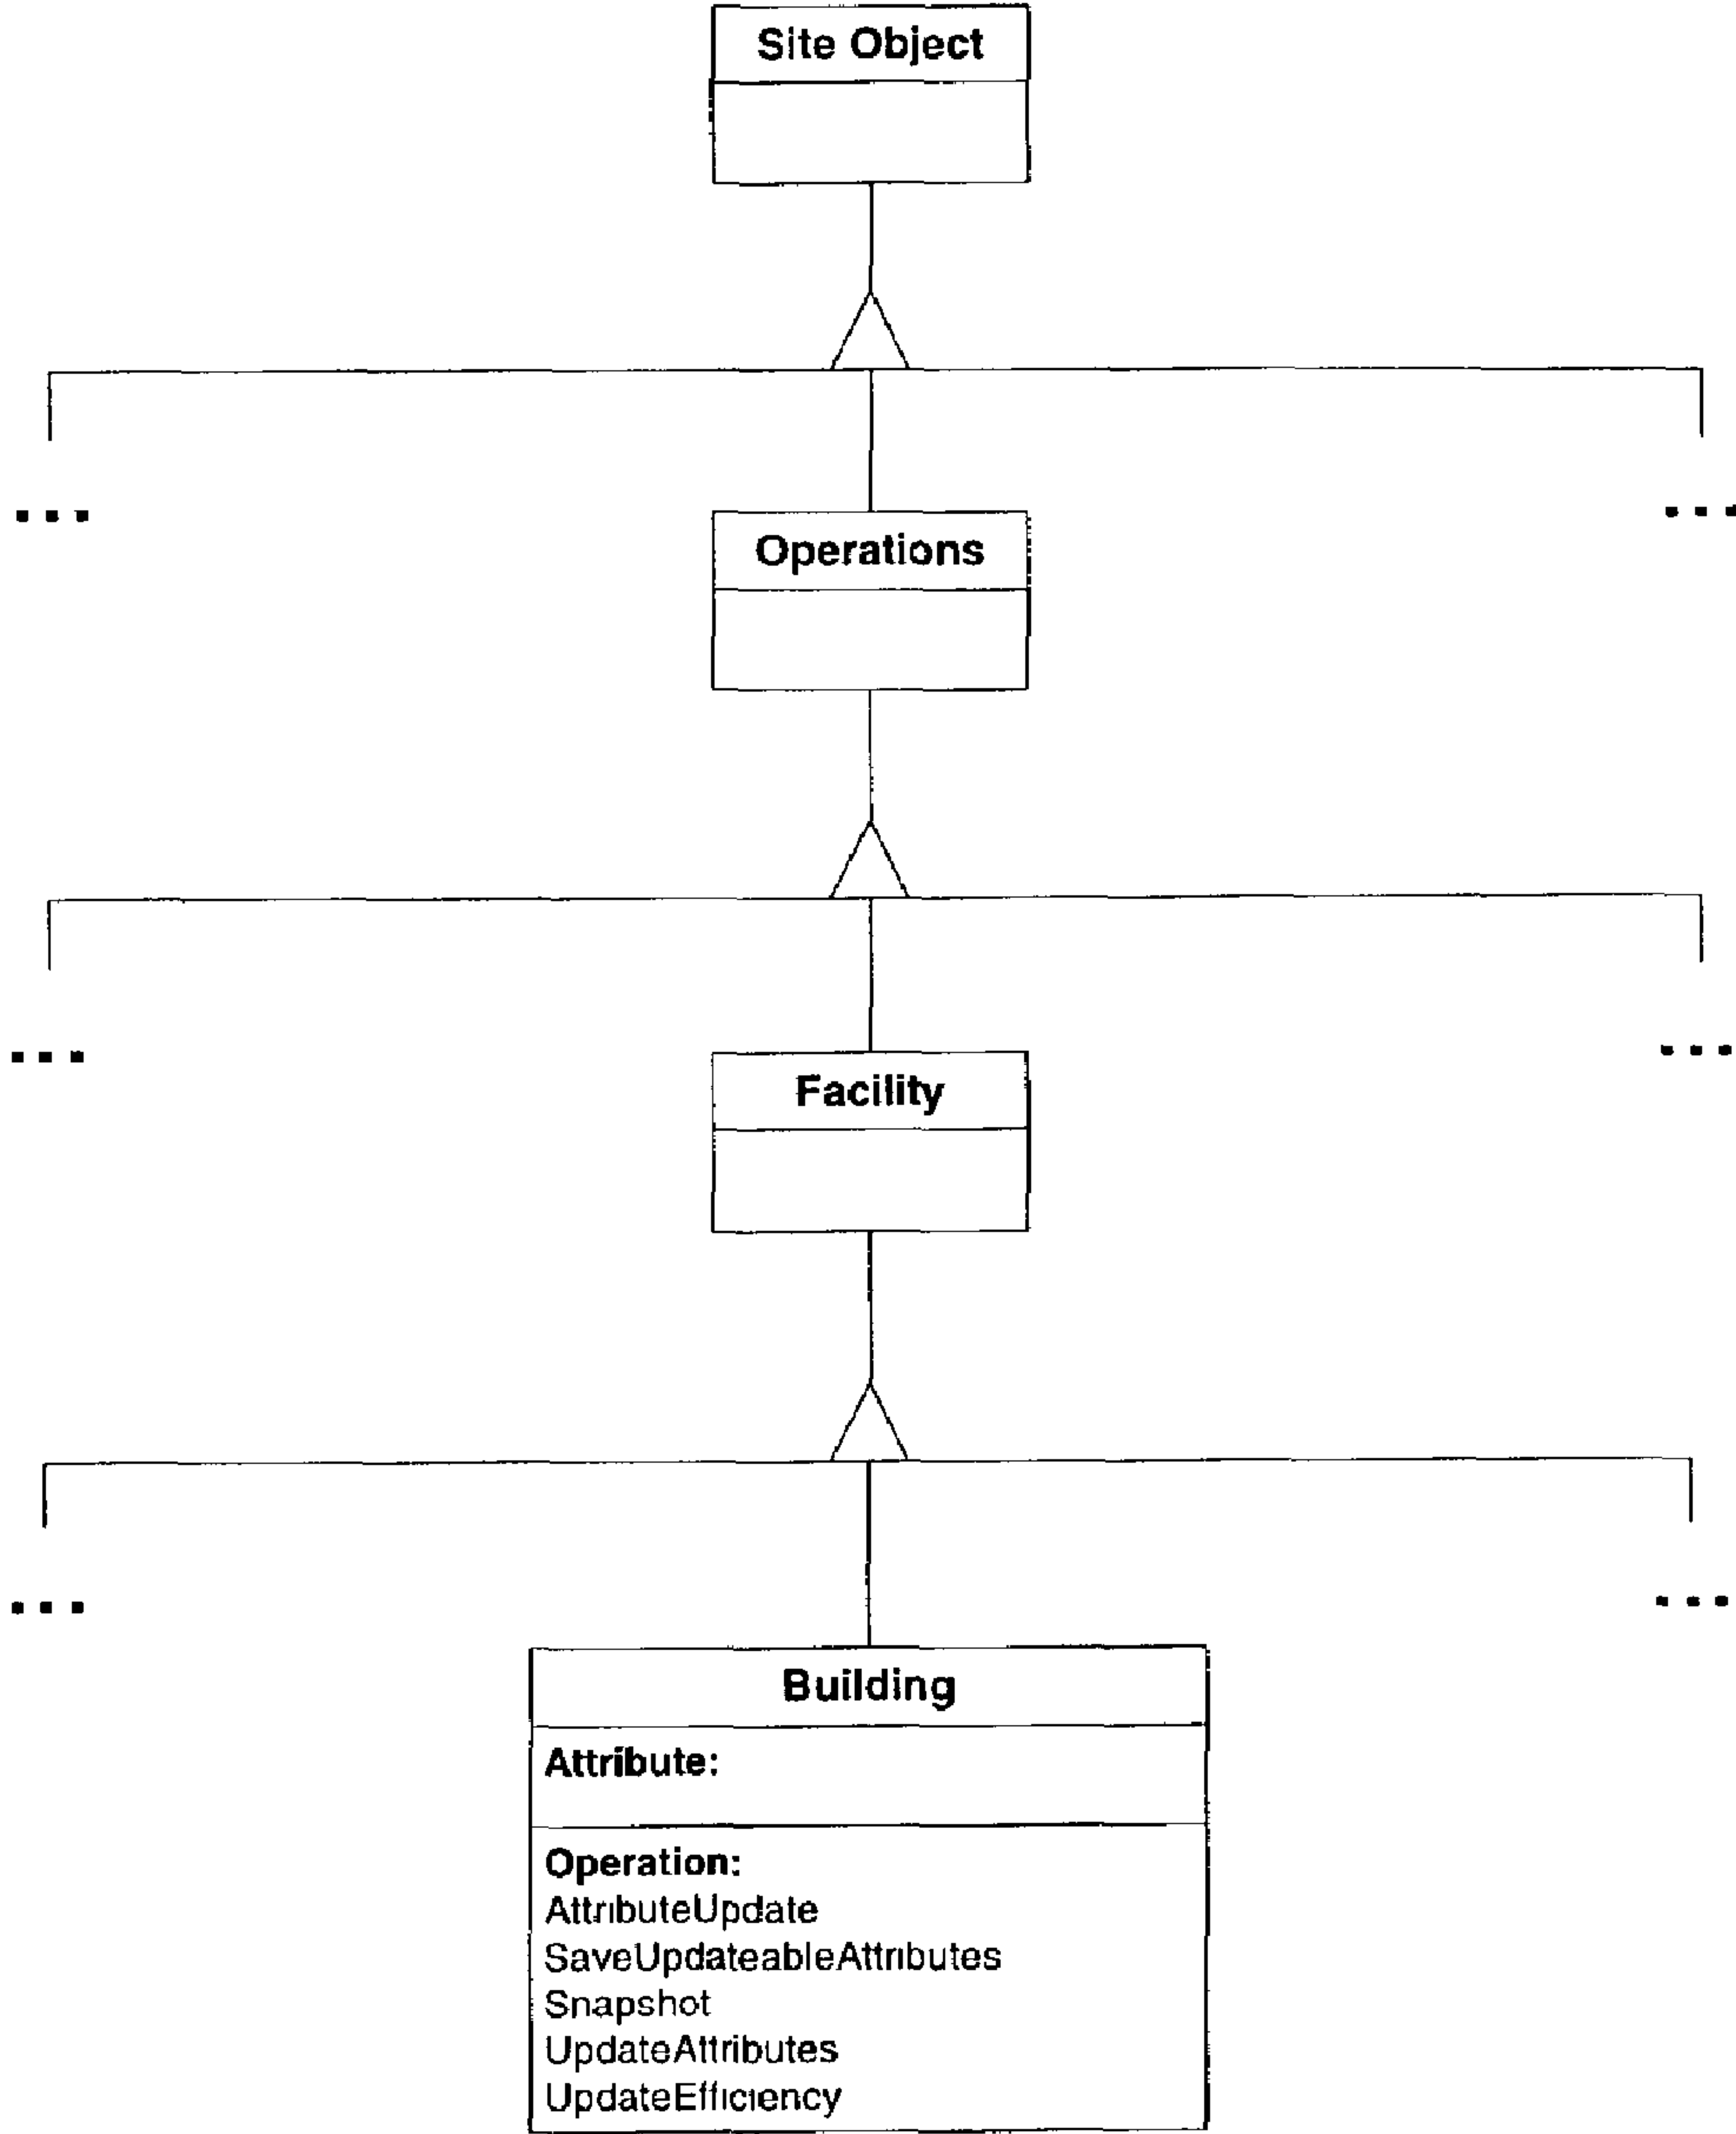 Site Object
... ...
Operations
... ...
Facility
... ...
Building
Attribute:
Operation:
AttributeUpdate
SaveUpdateableAttributes
Snapshot
UpdateAttributes
UpdateEfficiency